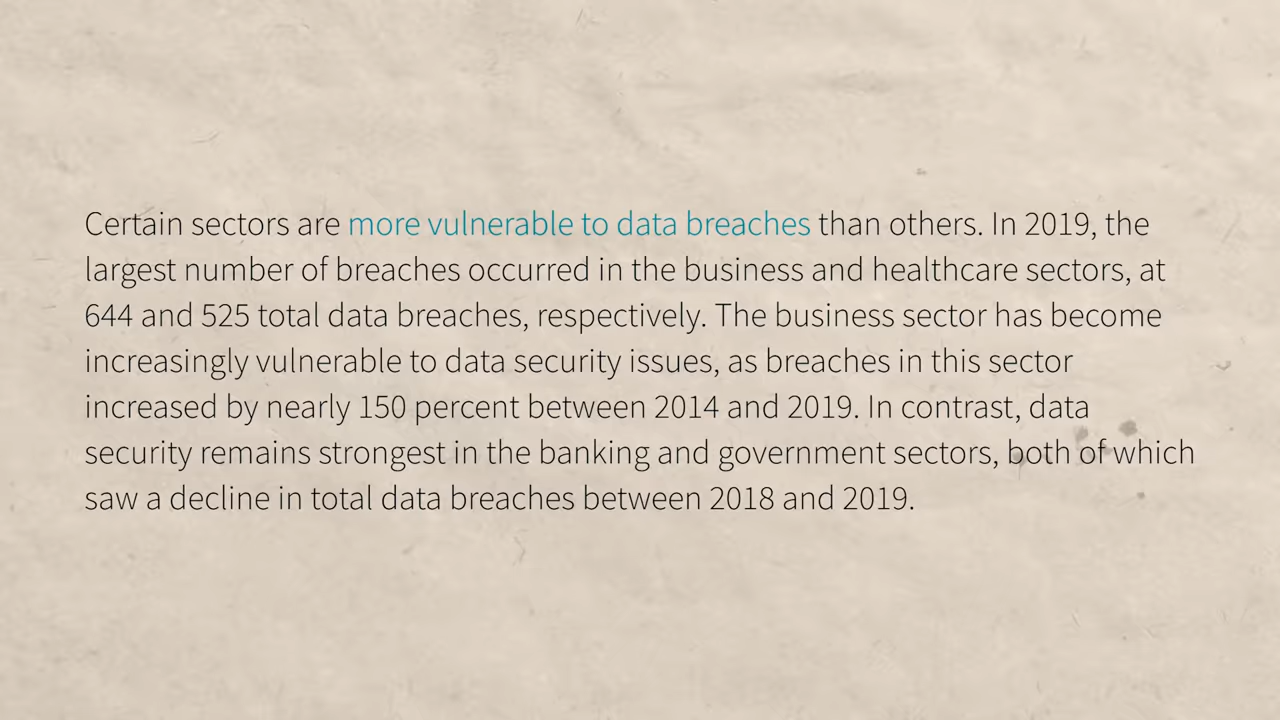 Certain sectors are more vulnerable to data breaches than others. In 2019, the
largest number of breaches occurred in the business and healthcare sectors, at
644 and 525 total data breaches, respectively. The business sector has become
increasingly vulnerable to data security issues, as breaches in this sector
increased by nearly 150 percent between 2014 and 2019. In contrast, data
security remains strongest in the banking and government sectors, both of which
saw a decline in total data breaches between 2018 and 2019.